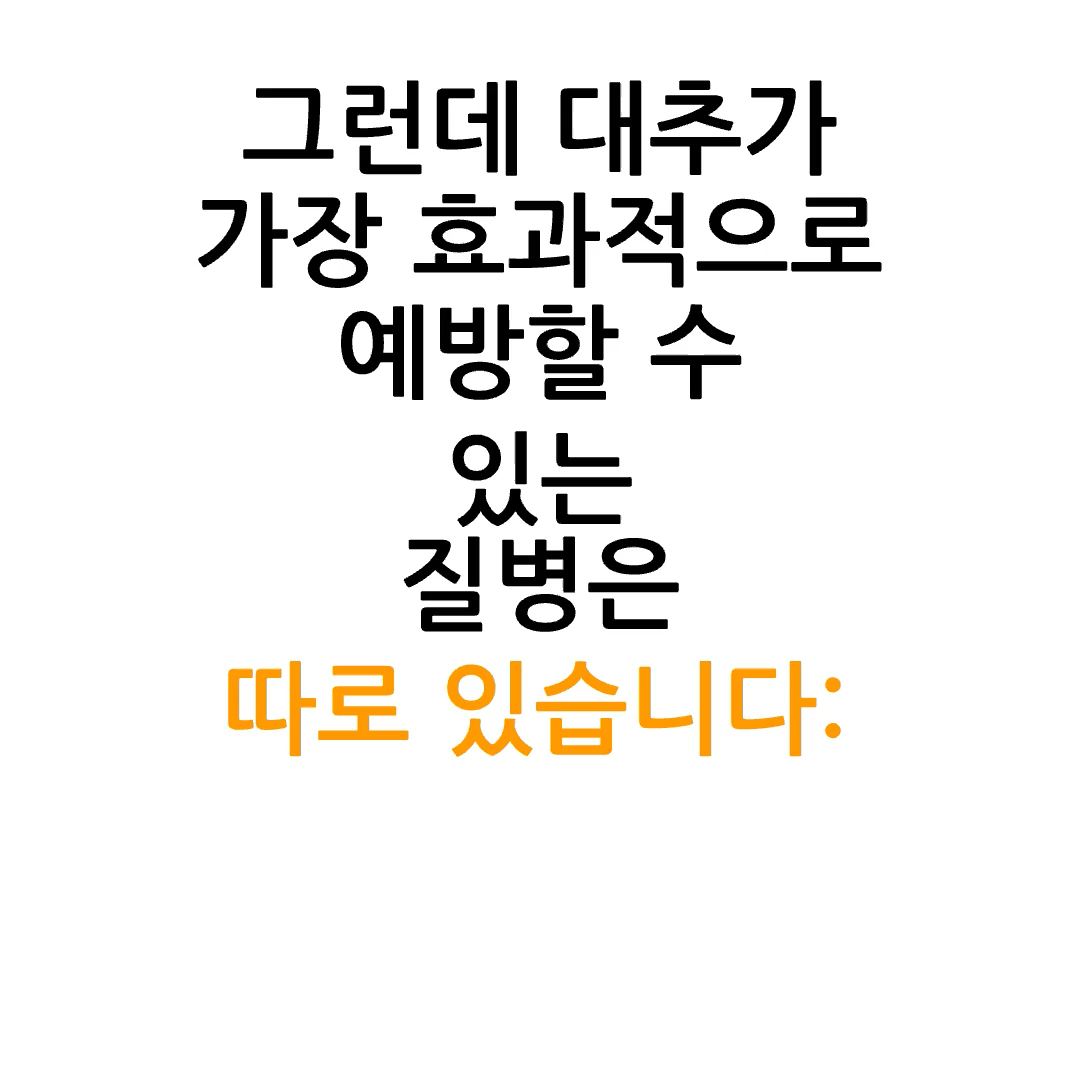 그런데 대추가
가장 효과적으로
예방할 수
있는
질병은
따로 있습니다: